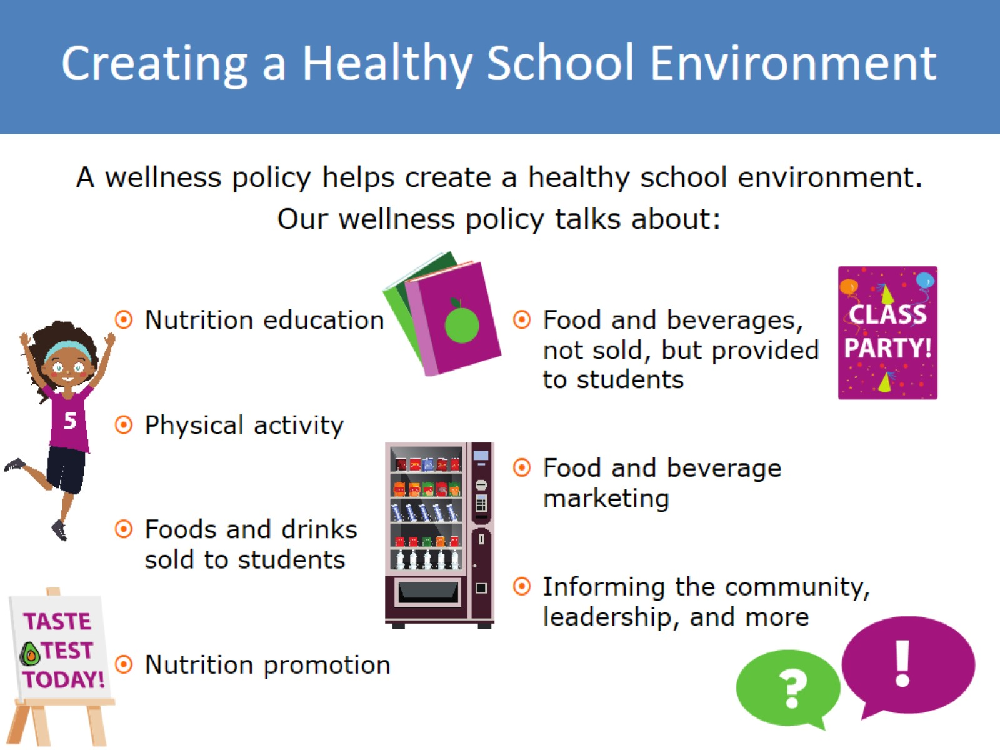 Creating a Healthy School Environment
A wellness policy helps create a healthy school environment.
Our wellness policy talks about:
Nutrition education
5
Physical activity
Foods and drinks
sold to students
TASTE
TEST
TODAY!
Nutrition promotion
Food and beverages,
not sold, but provided
to students
CLASS
PARTY!
Food and beverage
marketing
Informing the community,
leadership, and more
?
!